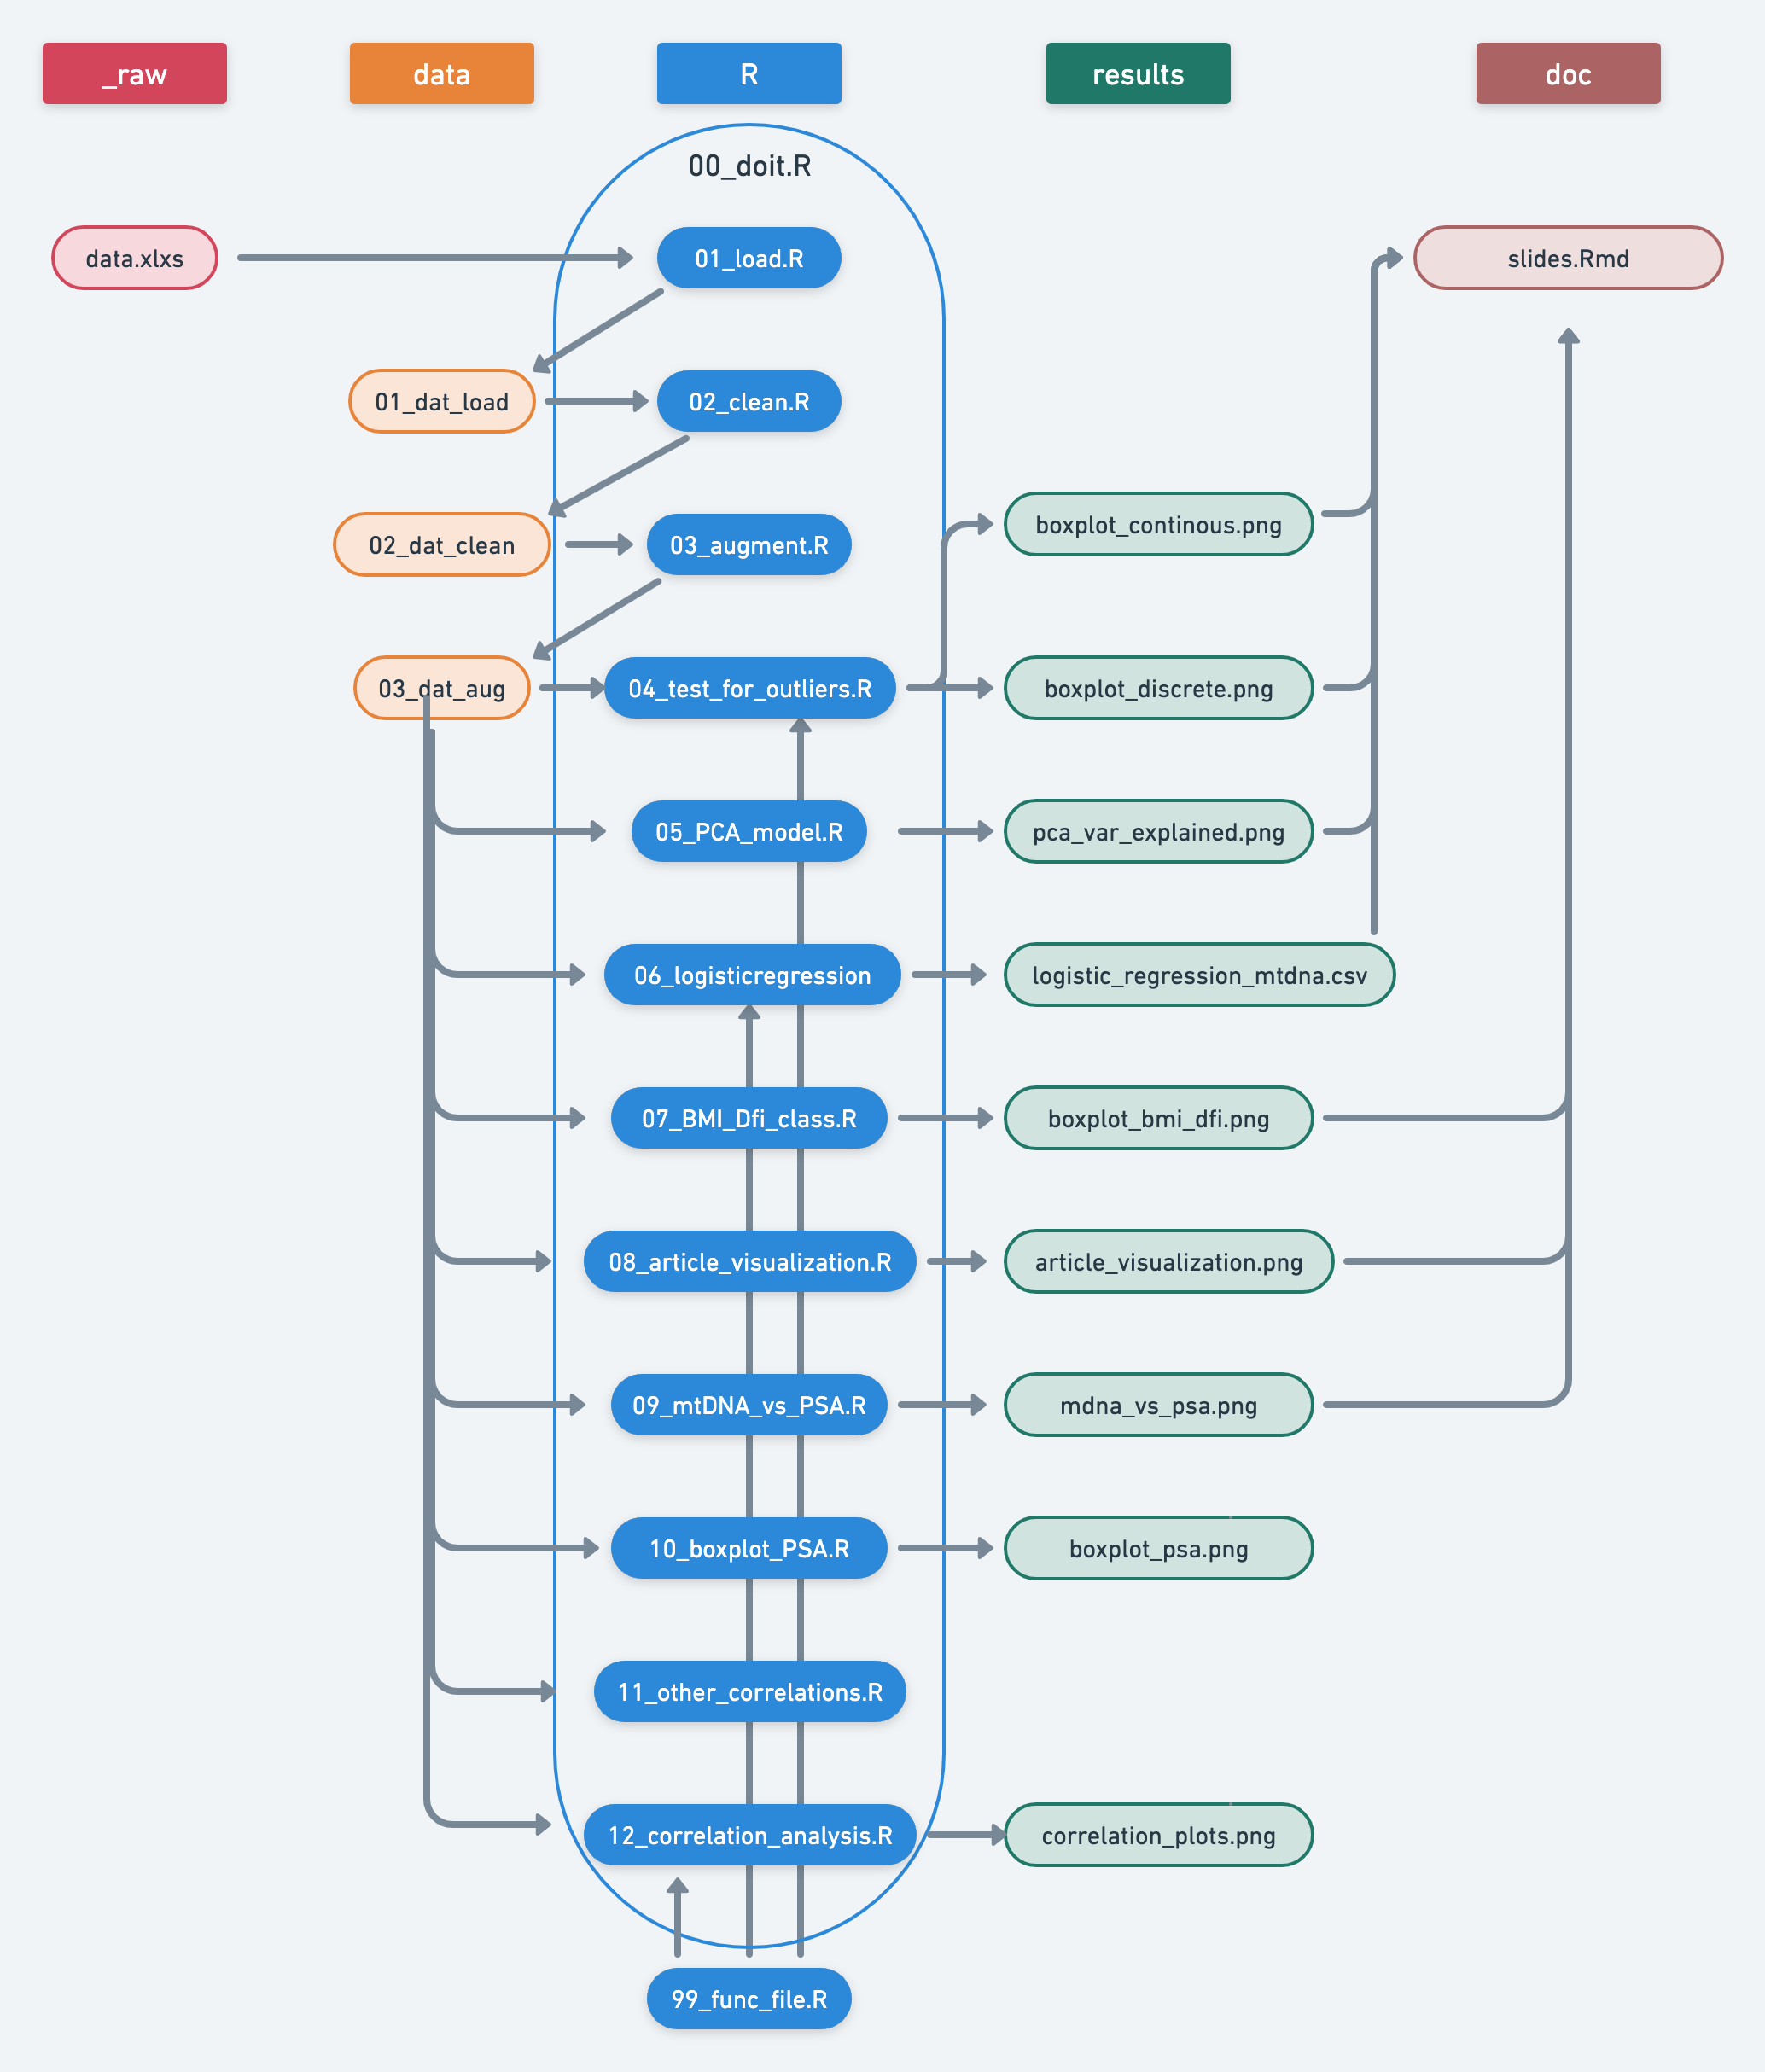 _raw
data
R
results
doc
00_doit.R
data.xlxs
01_load.R
slides.Rmd
01_dat_load
02_clean.R
boxplot_continous.png
02_dat_clean
03_augment.R
03_dat_aug
04_test_for_outliers.R
boxplot_discrete.png
05_PCA_model.R
pca_var_explained.png
06_logisticregression
logistic_regression_mtdna.csv
07_BMI_Dfi_class.R
boxplot_bmi_dfi.png
08_article_visualization.R
article_visualization.png
09_mtDNA_vs_PSA.R
mdna_vs_psa.png
10_boxplot_PSA.R
boxplot_psa.png
11_other_correlations.R
12_correlation_analysis.R
correlation_plots.png
99_func_file.R